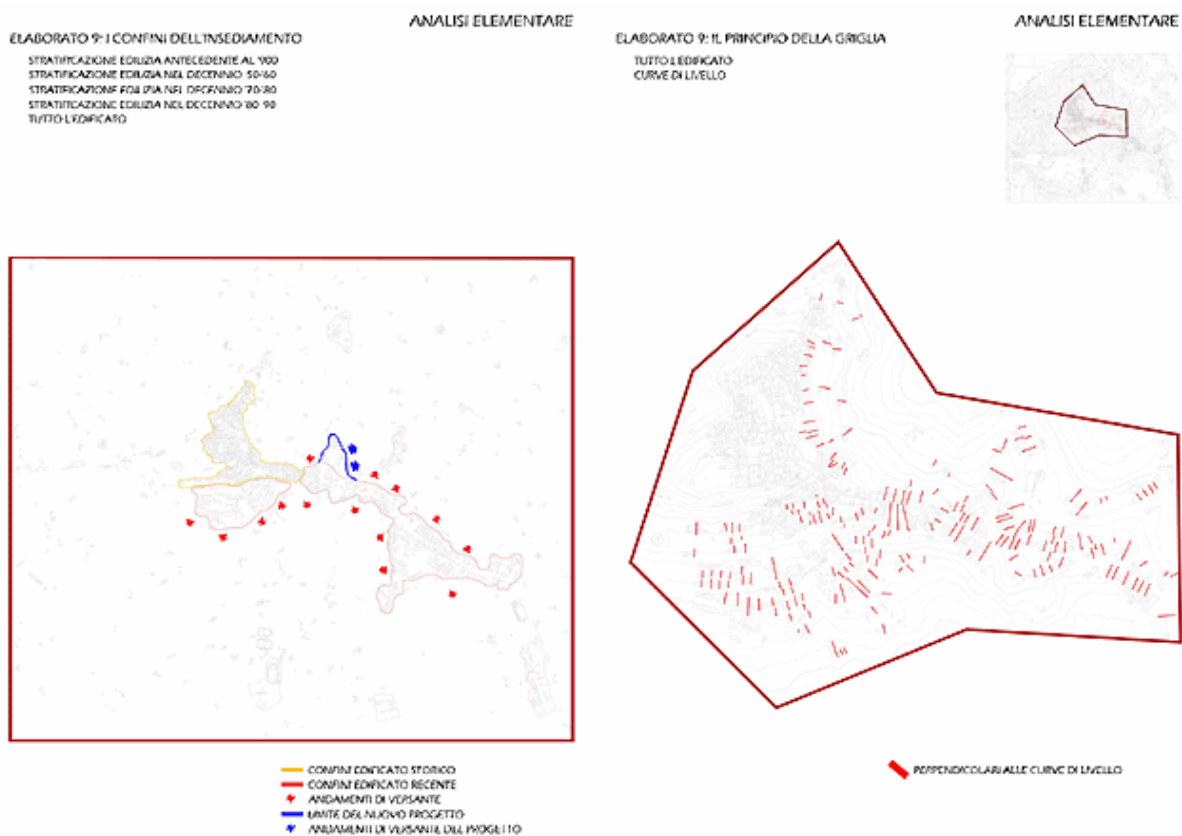 ANALISI ELEMENTARE
ELABORATO 9: I CONFINI DELL'INSEDIAMENTO
STRATIFICAZIONE EDILIZIA ANTECEDENTE AL '900
STRATIFICAZIONE EDILIZIA NEL DECENNIO '50-'60
STRATIFICAZIONE EDILIZIA NEL DECENNIO '70-'80
STRATIFICAZIONE EDILIZIA NEL DECENNIO '80-'90
TUTTO L'EDIFICATO
CONFINI EDIFICATO STORICO
CONFINI EDIFICATO RECENTE
ANDAMENTI DI VERSANTE
LIMITE DEL NUOVO PROGETTO
ANDAMENTI DI VERSANTE DEL PROGETTO
ANALISI ELEMENTARE
ELABORATO 9: IL PRINCIPIO DELLA GRIGLIA
TUTTO L'EDIFICATO
CURVE DI LIVELLO
PERPENDICOLARI ALLE CURVE DI LIVELLO